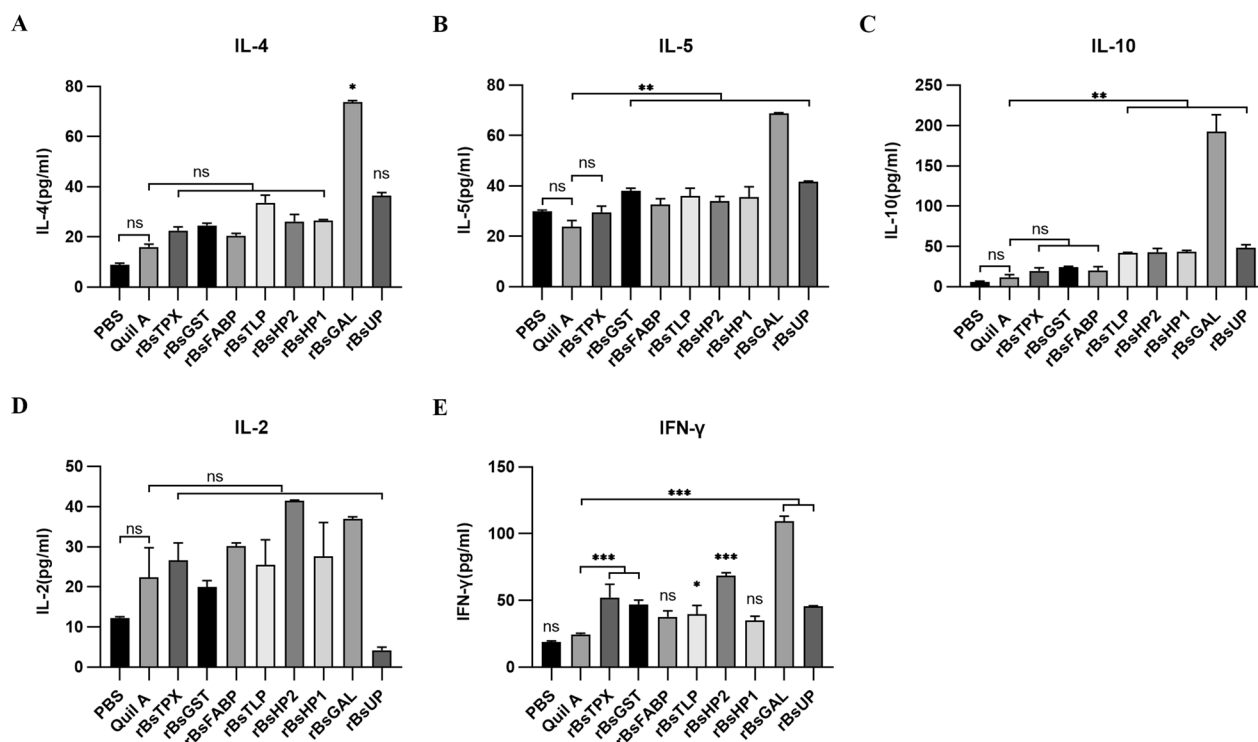 A
IL-4
IL-4(pg/ml)
80
60
40
20
0
ns
ns
*
ns
PBS
Quil A
rBsTPX
rBsGST
rBsFABP
rBsTLP
rBsHP2
rBsHP1
rBsGAL
rBsUP
B
IL-5
IL-5(pg/ml)
80
60
40
20
0
ns
ns
**
PBS
Quil A
rBsTPX
rBsGST
rBsFABP
rBsTLP
rBsHP2
rBsHP1
rBsGAL
rBsUP
C
IL-10
IL-10(pg/ml)
250
200
150
100
50
0
ns
ns
**
PBS
Quil A
rBsTPX
rBsGST
rBsFABP
rBsTLP
rBsHP2
rBsHP1
rBsGAL
rBsUP
D
IL-2
IL-2(pg/ml)
50
40
30
20
10
0
ns
ns
PBS
Quil A
rBsTPX
rBsGST
rBsFABP
rBsTLP
rBsHP2
rBsHP1
rBsGAL
rBsUP
E
IFN-γ
IFN-γ(pg/ml)
150
100
50
0
ns
***
ns
*
***
ns
***
PBS
Quil A
rBsTPX
rBsGST
rBsFABP
rBsTLP
rBsHP2
rBsHP1
rBsGAL
rBsUP